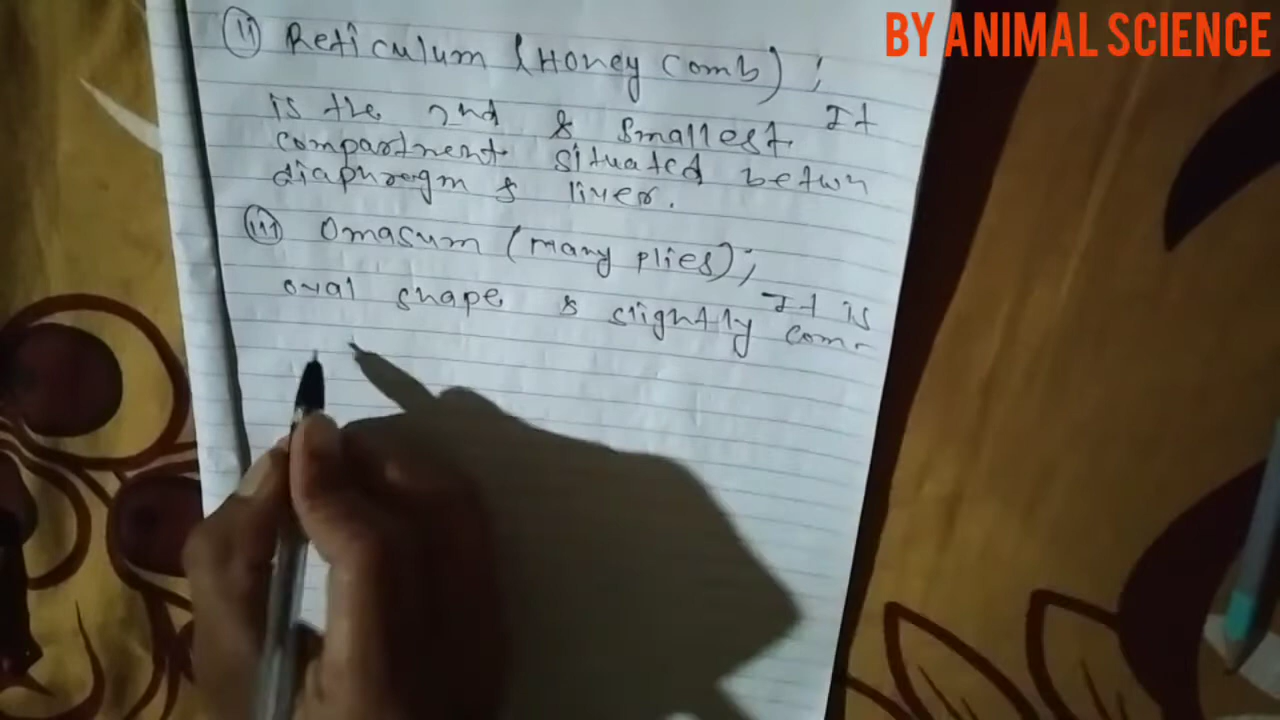 BY ANIMAL SCIENCE
(ii) Reticulum (Honey Comb) ; It
is the 2nd & smallest
compartment situated betwn
diaphragm & liver.
(iii) Omasum (many plies) ; It is
oval shape & slightly com-